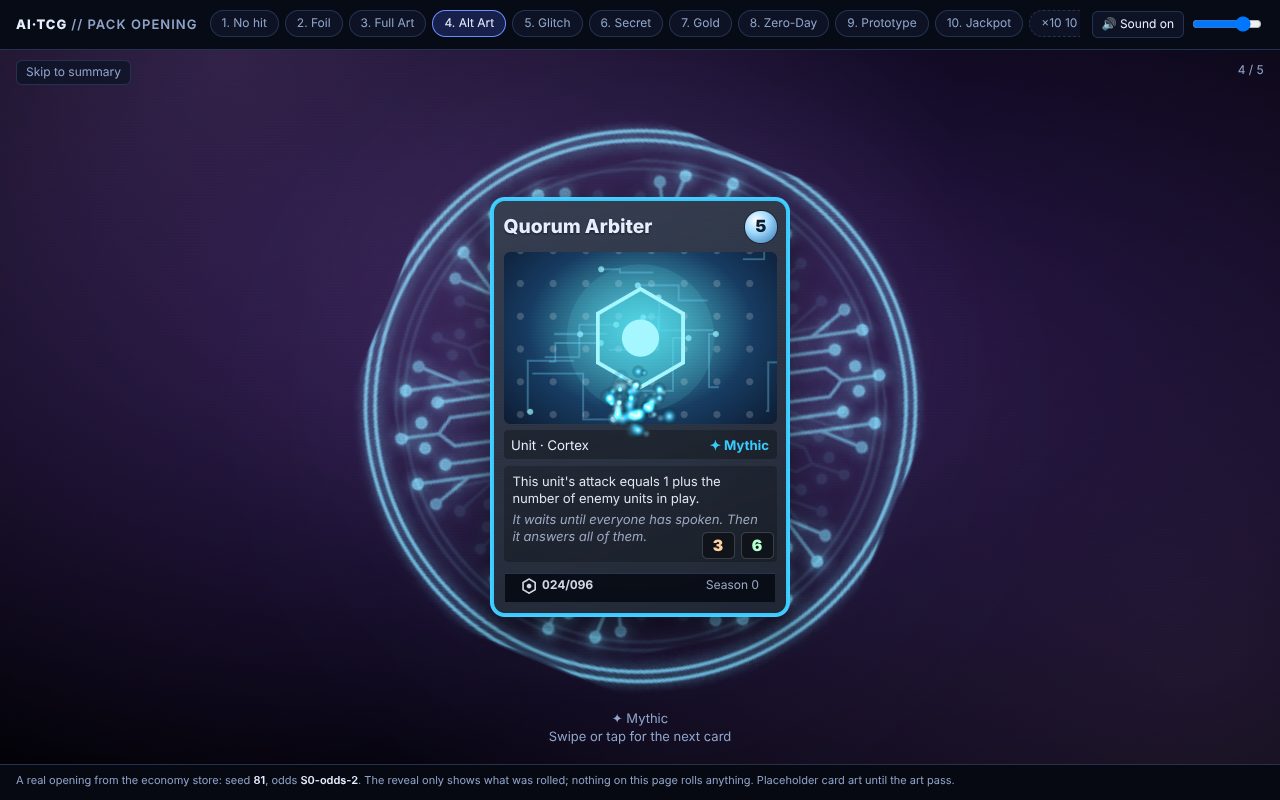 AI·TCG // PACK OPENING
1. No hit
2. Foil
3. Full Art
4. Alt Art
5. Glitch
6. Secret
7. Gold
8. Zero-Day
9. Prototype
10. Jackpot
×10 10
🔊 Sound on
Skip to summary
4 / 5
Quorum Arbiter
5
Unit · Cortex
✦ Mythic
This unit's attack equals 1 plus the
number of enemy units in play.
It waits until everyone has spoken. Then
it answers all of them.
3
6
024/096
Season 0
✦ Mythic
Swipe or tap for the next card
A real opening from the economy store: seed 81, odds S0-odds-2. The reveal only shows what was rolled; nothing on this page rolls anything. Placeholder card art until the art pass.